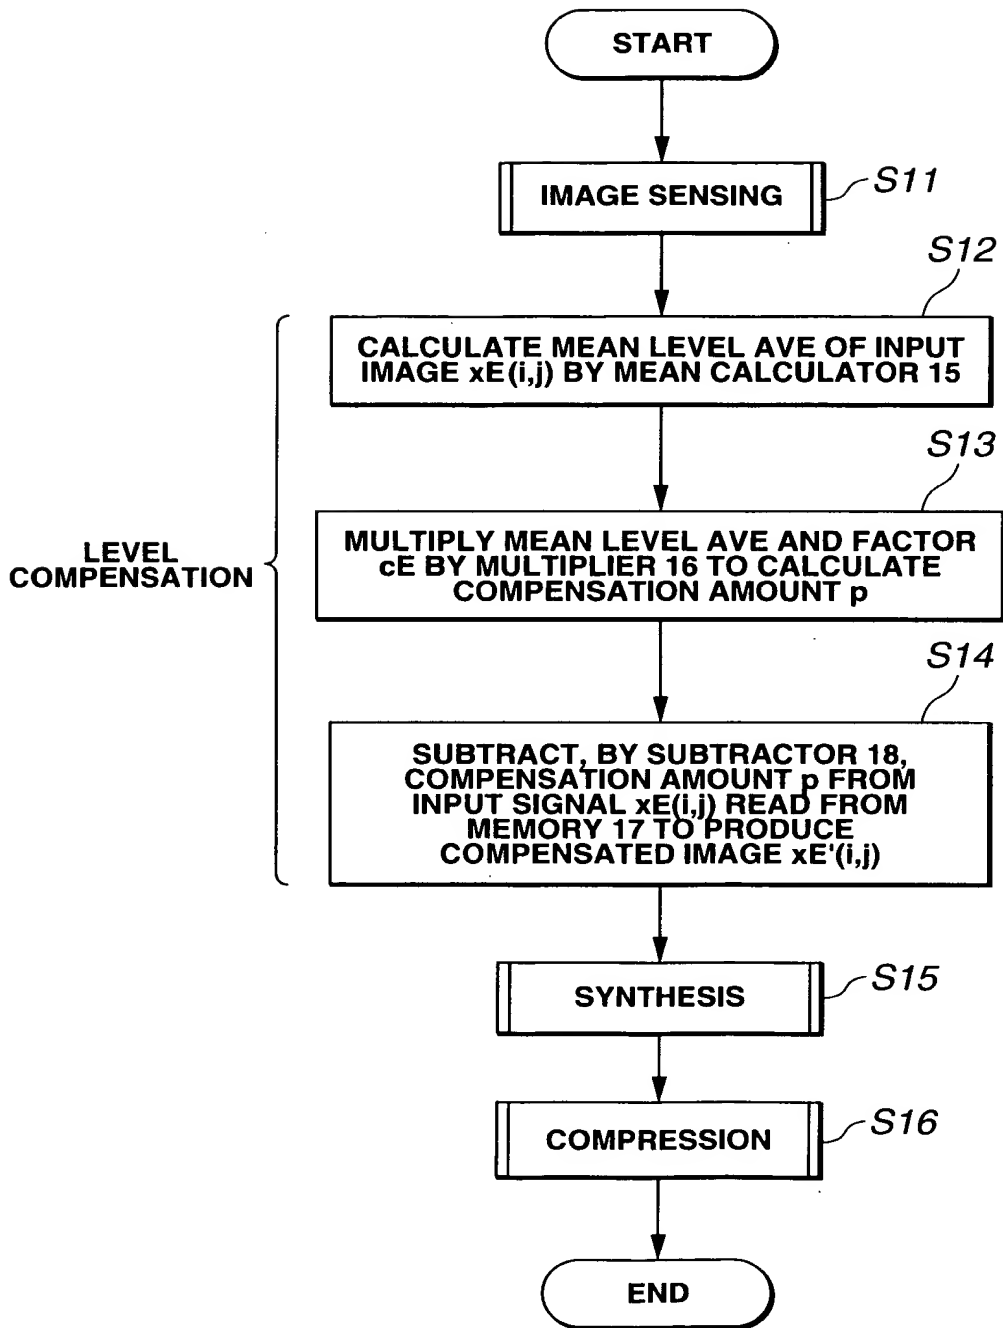 START
IMAGE SENSING
S11
S12
CALCULATE MEAN LEVEL AVE OF INPUT
IMAGE xE(i,j) BY MEAN CALCULATOR 15
S13
MULTIPLY MEAN LEVEL AVE AND FACTOR
cE BY MULTIPLIER 16 TO CALCULATE
COMPENSATION AMOUNT p
LEVEL
COMPENSATION
S14
SUBTRACT, BY SUBTRACTOR 18,
COMPENSATION AMOUNT p FROM
INPUT SIGNAL xE(i,j) READ FROM
MEMORY 17 TO PRODUCE
COMPENSATED IMAGE xE'(i,j)
SYNTHESIS
S15
COMPRESSION
S16
END